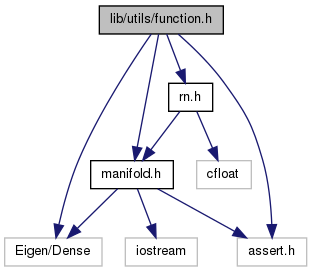 lib/utils/function.h
rn.h
manifold.h
cfloat
Eigen/Dense
iostream
assert.h